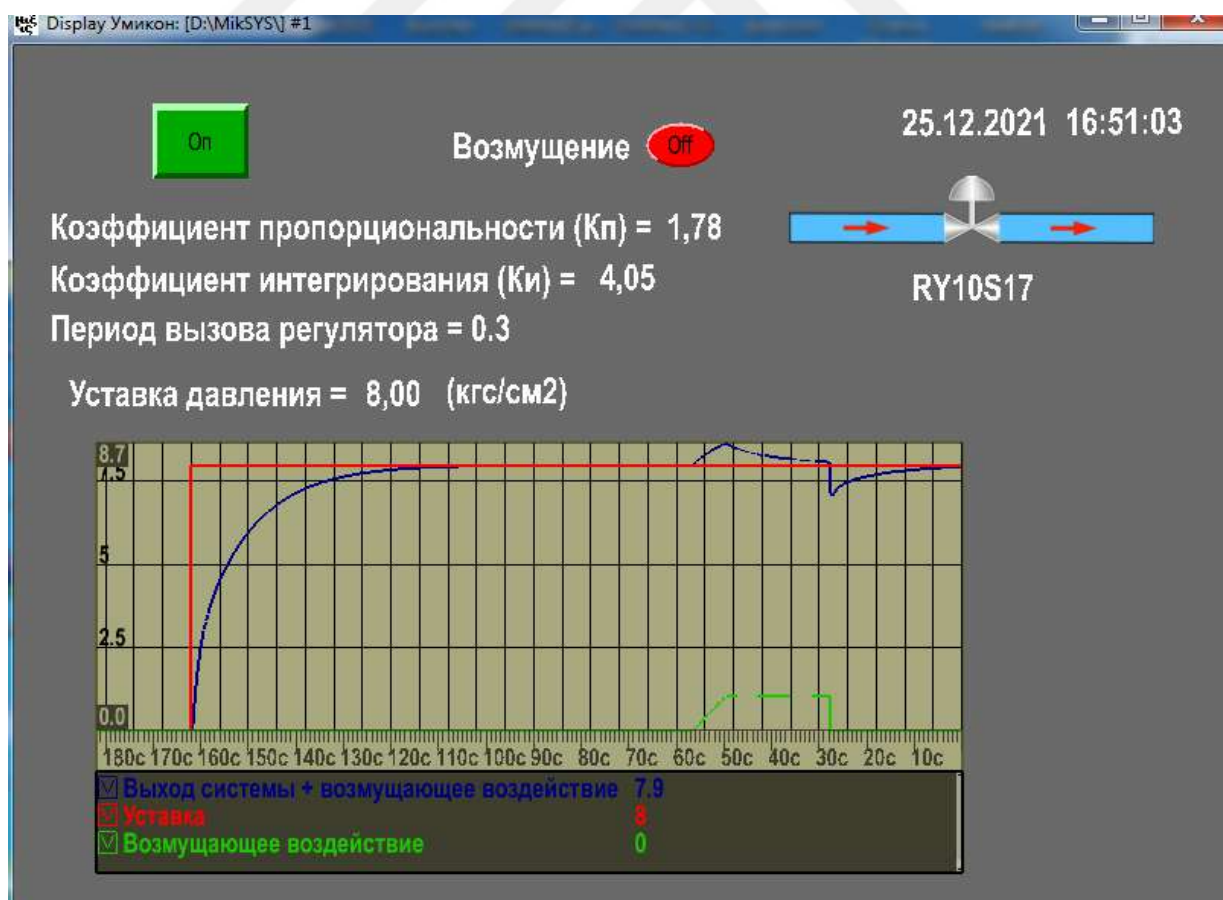 Display Умикон: [D:\MikSYS\] #1
On
Возмущение Off
25.12.2021 16:51:03
Коэффициент пропорциональности (Кп) = 1,78
Коэффициент интегрирования (Ки) = 4,05
RY10S17
Период вызова регулятора = 0.3
Уставка давления = 8,00 (кгс/см2)
8.7
7.5
5
2.5
0.0
180с 170с 160с 150с 140с 130с 120с 110с 100с 90с 80с 70с 60с 50с 40с 30с 20с 10с
Выход системы + возмущающее воздействие 7.9
Уставка 8
Возмущающее воздействие 0